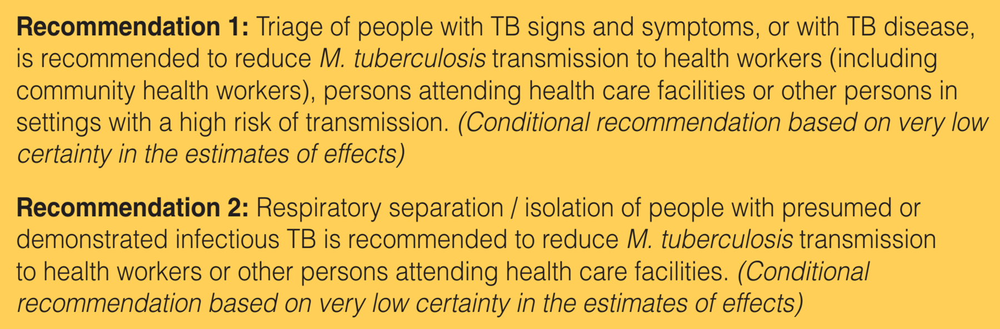 Recommendation 1: Triage of people with TB signs and symptoms, or with TB disease,
is recommended to reduce M. tuberculosis transmission to health workers (including
community health workers), persons attending health care facilities or other persons in
settings with a high risk of transmission. (Conditional recommendation based on very low
certainty in the estimates of effects)
Recommendation 2: Respiratory separation / isolation of people with presumed or
demonstrated infectious TB is recommended to reduce M. tuberculosis transmission
to health workers or other persons attending health care facilities. (Conditional
recommendation based on very low certainty in the estimates of effects)